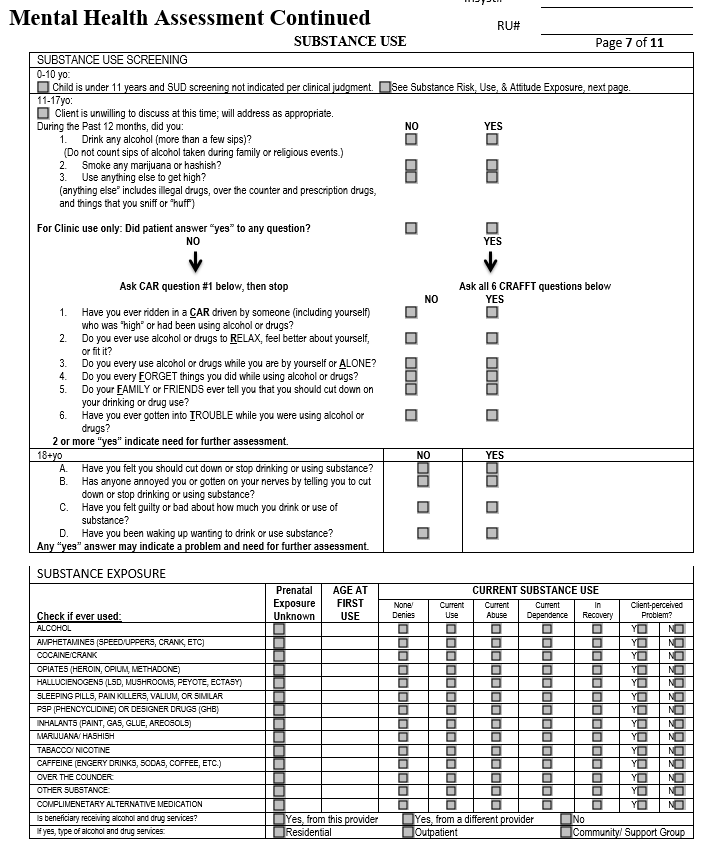 Mental Health Assessment Continued
RU#
SUBSTANCE USE
Page 7 of 11
SUBSTANCE USE SCREENING
0-10 yo:
Child is under 11 years and SUD screening not indicated per clinical judgment. See Substance Risk, Use, & Attitude Exposure, next page.
11-17yo:
Client is unwilling to discuss at this time; will address as appropriate.
During the Past 12 months, did you: NO YES
1. Drink any alcohol (more than a few sips)?
(Do not count sips of alcohol taken during family or religious events.)
2. Smoke any marijuana or hashish?
3. Use anything else to get high?
(anything else" includes illegal drugs, over the counter and prescription drugs,
and things that you sniff or "huff")
For Clinic use only: Did patient answer "yes" to any question?
NO YES
Ask CAR question #1 below, then stop Ask all 6 CRAFFT questions below
NO YES
1. Have you ever ridden in a CAR driven by someone (including yourself)
who was "high" or had been using alcohol or drugs?
2. Do you ever use alcohol or drugs to RELAX, feel better about yourself,
or fit it?
3. Do you every use alcohol or drugs while you are by yourself or ALONE?
4. Do you every FORGET things you did while using alcohol or drugs?
5. Do your FAMILY or FRIENDS ever tell you that you should cut down on
your drinking or drug use?
6. Have you ever gotten into TROUBLE while you were using alcohol or
drugs?
2 or more "yes" indicate need for further assessment.
18+yo NO YES
A. Have you felt you should cut down or stop drinking or using substance?
B. Has anyone annoyed you or gotten on your nerves by telling you to cut
down or stop drinking or using substance?
C. Have you felt guilty or bad about how much you drink or use of
substance?
D. Have you been waking up wanting to drink or use substance?
Any "yes" answer may indicate a problem and need for further assessment.
SUBSTANCE EXPOSURE
Prenatal AGE AT CURRENT SUBSTANCE USE
Exposure FIRST None/ Current Current Current In Client-perceived
Check if ever used: Unknown USE Denies Use Abuse Dependence Recovery Problem?
ALCOHOL Y N
AMPHETAMINES (SPEED/UPPERS, CRANK, ETC) Y N
COCAINE/CRACK Y N
OPIATES (HEROIN, OPIUM, METHADONE) Y N
HALLUCIENOGENS (LSD, MUSHROOMS, PEYOTE, ECTASY) Y N
SLEEPING PILLS, PAIN KILLERS, VALIUM, OR SIMILAR Y N
PSP (PHENCYCLIDINE) OR DESIGNER DRUGS (GHB) Y N
INHALANTS (PAINT, GAS, GLUE, AREOSOLS) Y N
MARIJUANA/ HASHISH Y N
TABACCO/ NICOTINE Y N
CAFFEINE (ENGERY DRINKS, SODAS, COFFEE, ETC.) Y N
OVER THE COUNDER: Y N
OTHER SUBSTANCE: Y N
COMPLIMENETARY ALTERNATIVE MEDICATION Y N
Is beneficiary receiving alcohol and drug services? Yes, from this provider Yes, from a different provider No
If yes, type of alcohol and drug services: Residential Outpatient Community/ Support Group